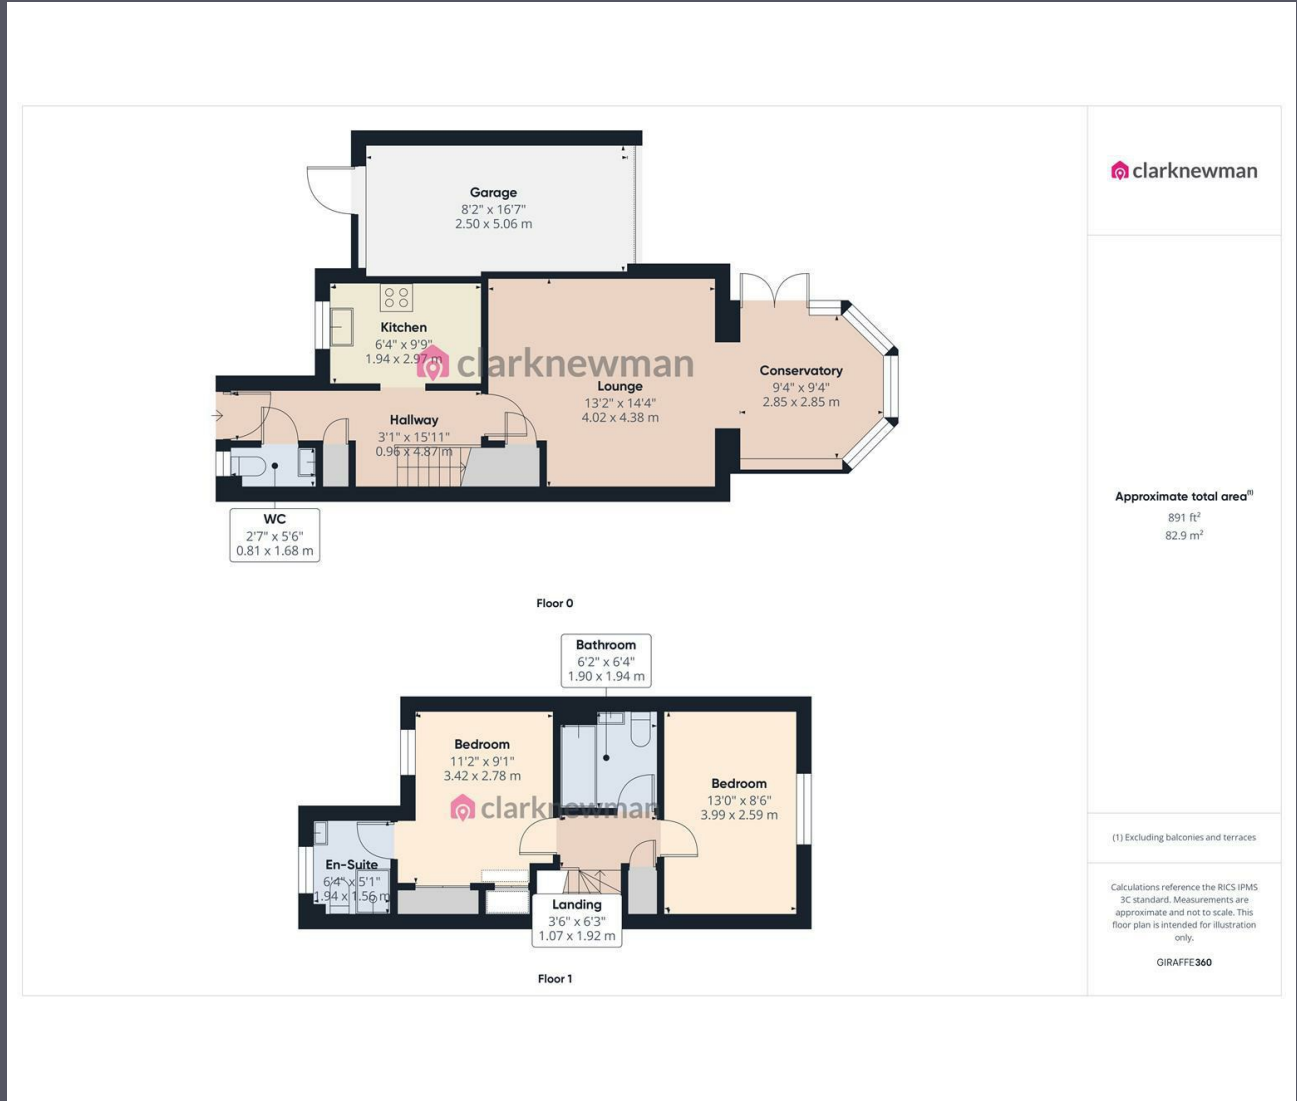 Garage
8'2" x 16'7"
2.50 x 5.06 m
Kitchen
6'4" x 9'9"
1.94 x 2.97 m
clarknewman
Lounge
13'2" x 14'4"
4.02 x 4.38 m
Conservatory
9'4" x 9'4"
2.85 x 2.85 m
Hallway
3'1" x 15'11"
0.96 x 4.87 m
WC
2'7" x 5'6"
0.81 x 1.68 m
Floor 0
Bathroom
6'2" x 6'4"
1.90 x 1.94 m
Bedroom
11'2" x 9'1"
3.42 x 2.78 m
clarknewman
Bedroom
13'0" x 8'6"
3.99 x 2.59 m
En-Suite
6'4" x 5'1"
1.94 x 1.56 m
Landing
3'6" x 6'3"
1.07 x 1.92 m
Floor 1
clarknewman
Approximate total area(1)
891 ft²
82.9 m²
(1) Excluding balconies and terraces
Calculations reference the RICS IPMS
3C standard. Measurements are
approximate and not to scale. This
floor plan is intended for illustration
only.
GIRAFFE360